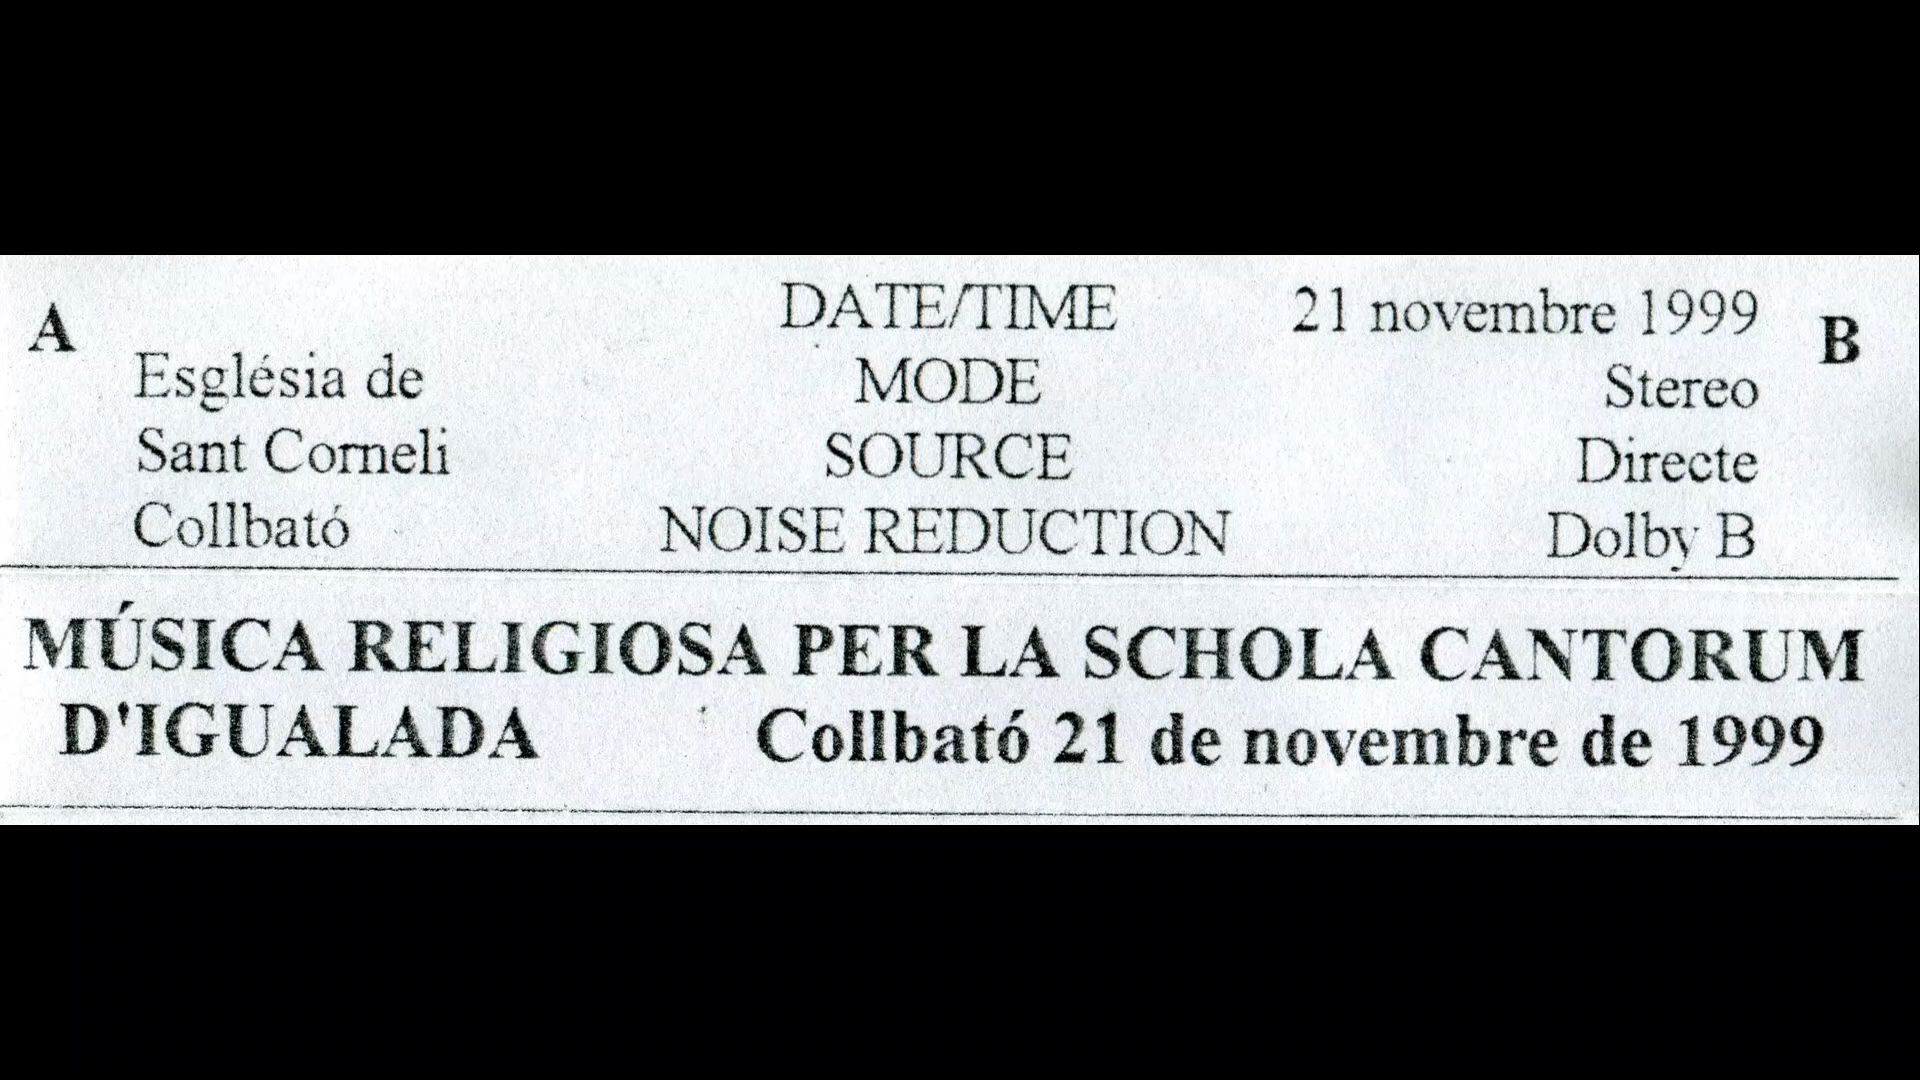 A
Església de
Sant Corneli
Collbató
DATE/TIME
MODE
SOURCE
NOISE REDUCTION
21 novembre 1999
Stereo
Directe
Dolby B
B
MÚSICA RELIGIOSA PER LA SCHOLA CANTORUM
D'IGUALADA Collbató 21 de novembre de 1999